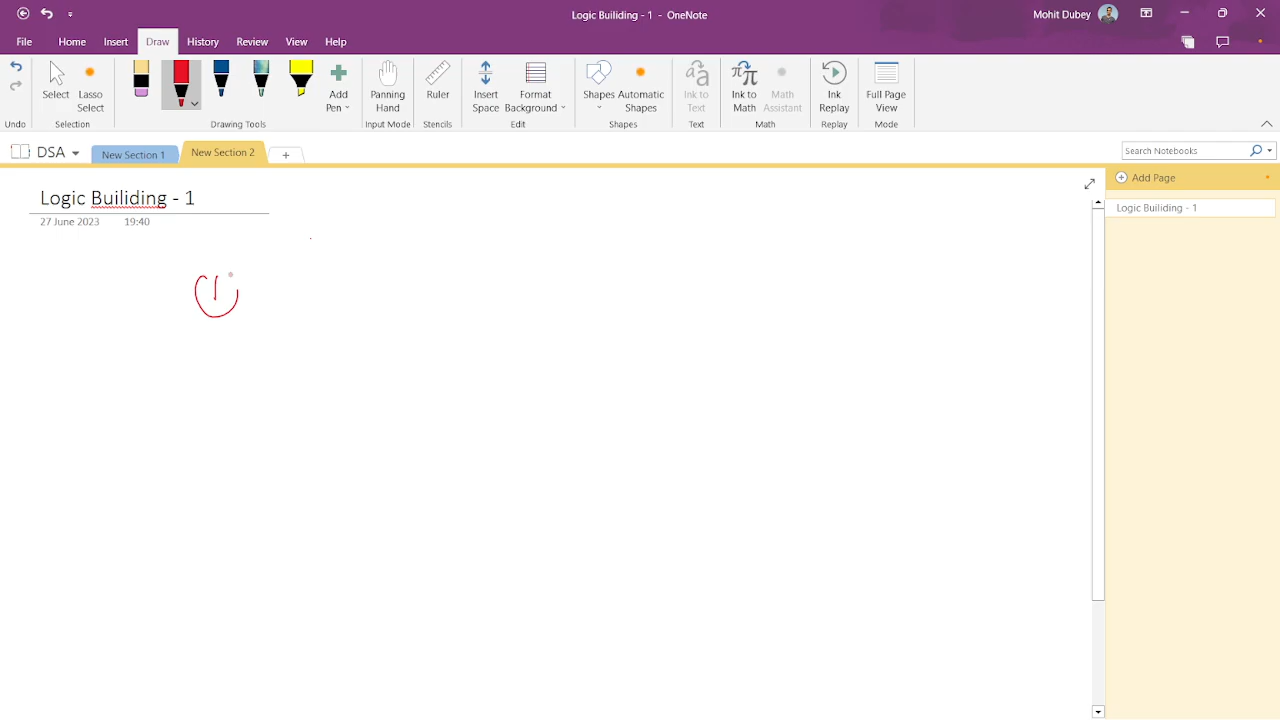 Logic Builiding - 1 - OneNote
Mohit Dubey
File Home Insert Draw History Review View Help
Undo
Select
Lasso Select
Add Pen
Panning Hand
Ruler
Insert Space
Format Background
Shapes
Automatic Shapes
Ink to Text
Ink to Math
Math Assistant
Ink Replay
Full Page View
Undo Selection Drawing Tools Input Mode Stencils Edit Shapes Text Math Replay Mode
DSA New Section 1 New Section 2 + Search Notebooks
Add Page
Logic Builiding - 1
27 June 2023 19:40
Logic Builiding - 1
1